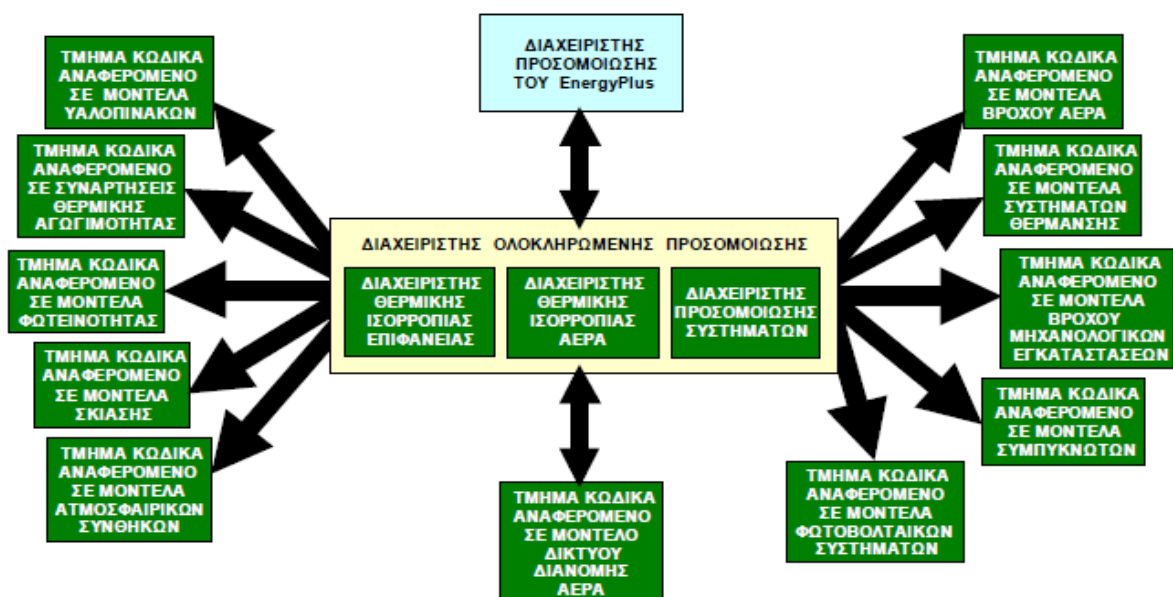 ΤΜΗΜΑ ΚΩΔΙΚΑ
ΑΝΑΦΕΡΟΜΕΝΟ
ΣΕ ΜΟΝΤΕΛΑ
ΥΑΛΟΠΙΝΑΚΩΝ
ΤΜΗΜΑ ΚΩΔΙΚΑ
ΑΝΑΦΕΡΟΜΕΝΟ
ΣΕ ΣΥΝΑΡΤΗΣΕΙΣ
ΘΕΡΜΙΚΗΣ
ΑΓΩΓΙΜΟΤΗΤΑΣ
ΤΜΗΜΑ ΚΩΔΙΚΑ
ΑΝΑΦΕΡΟΜΕΝΟ
ΣΕ ΜΟΝΤΕΛΑ
ΦΩΤΕΙΝΟΤΗΤΑΣ
ΤΜΗΜΑ ΚΩΔΙΚΑ
ΑΝΑΦΕΡΟΜΕΝΟ
ΣΕ ΜΟΝΤΕΛΑ
ΣΚΙΑΣΗΣ
ΤΜΗΜΑ ΚΩΔΙΚΑ
ΑΝΑΦΕΡΟΜΕΝΟ
ΣΕ ΜΟΝΤΕΛΑ
ΑΤΜΟΣΦΑΙΡΙΚΩΝ
ΣΥΝΘΗΚΩΝ
ΔΙΑΧΕΙΡΙΣΤΗΣ
ΠΡΟΣΟΜΟΙΩΣΗΣ
ΤΟΥ EnergyPlus
ΔΙΑΧΕΙΡΙΣΤΗΣ ΟΛΟΚΛΗΡΩΜΕΝΗΣ ΠΡΟΣΟΜΟΙΩΣΗΣ
ΔΙΑΧΕΙΡΙΣΤΗΣ
ΘΕΡΜΙΚΗΣ
ΙΣΟΡΡΟΠΙΑΣ
ΕΠΙΦΑΝΕΙΑΣ
ΔΙΑΧΕΙΡΙΣΤΗΣ
ΘΕΡΜΙΚΗΣ
ΙΣΟΡΡΟΠΙΑΣ
ΑΕΡΑ
ΔΙΑΧΕΙΡΙΣΤΗΣ
ΠΡΟΣΟΜΟΙΩΣΗΣ
ΣΥΣΤΗΜΑΤΩΝ
ΤΜΗΜΑ ΚΩΔΙΚΑ
ΑΝΑΦΕΡΟΜΕΝΟ
ΣΕ ΜΟΝΤΕΛΟ
ΔΙΚΤΥΟΥ
ΔΙΑΝΟΜΗΣ
ΑΕΡΑ
ΤΜΗΜΑ ΚΩΔΙΚΑ
ΑΝΑΦΕΡΟΜΕΝΟ
ΣΕ ΜΟΝΤΕΛΑ
ΒΡΟΧΟΥ ΑΕΡΑ
ΤΜΗΜΑ ΚΩΔΙΚΑ
ΑΝΑΦΕΡΟΜΕΝΟ
ΣΕ ΜΟΝΤΕΛΑ
ΣΥΣΤΗΜΑΤΩΝ
ΘΕΡΜΑΝΣΗΣ
ΤΜΗΜΑ ΚΩΔΙΚΑ
ΑΝΑΦΕΡΟΜΕΝΟ
ΣΕ ΜΟΝΤΕΛΑ
ΒΡΟΧΟΥ
ΜΗΧΑΝΟΛΟΓΙΚΩΝ
ΕΓΚΑΤΑΣΤΑΣΕΩΝ
ΤΜΗΜΑ ΚΩΔΙΚΑ
ΑΝΑΦΕΡΟΜΕΝΟ
ΣΕ ΜΟΝΤΕΛΑ
ΣΥΜΠΥΚΝΩΤΩΝ
ΤΜΗΜΑ ΚΩΔΙΚΑ
ΑΝΑΦΕΡΟΜΕΝΟ
ΣΕ ΜΟΝΤΕΛΑ
ΦΩΤΟΒΟΛΤΑΙΚΩΝ
ΣΥΣΤΗΜΑΤΩΝ